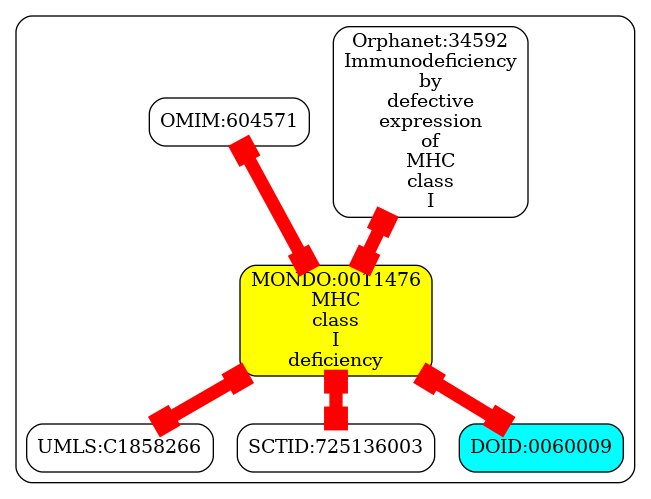 Orphanet:34592
Immunodeficiency
by
defective
expression
of
MHC
class
I
OMIM:604571
MONDO:0011476
MHC
class
I
deficiency
UMLS:C1858266
SCTID:725136003
DOID:0060009